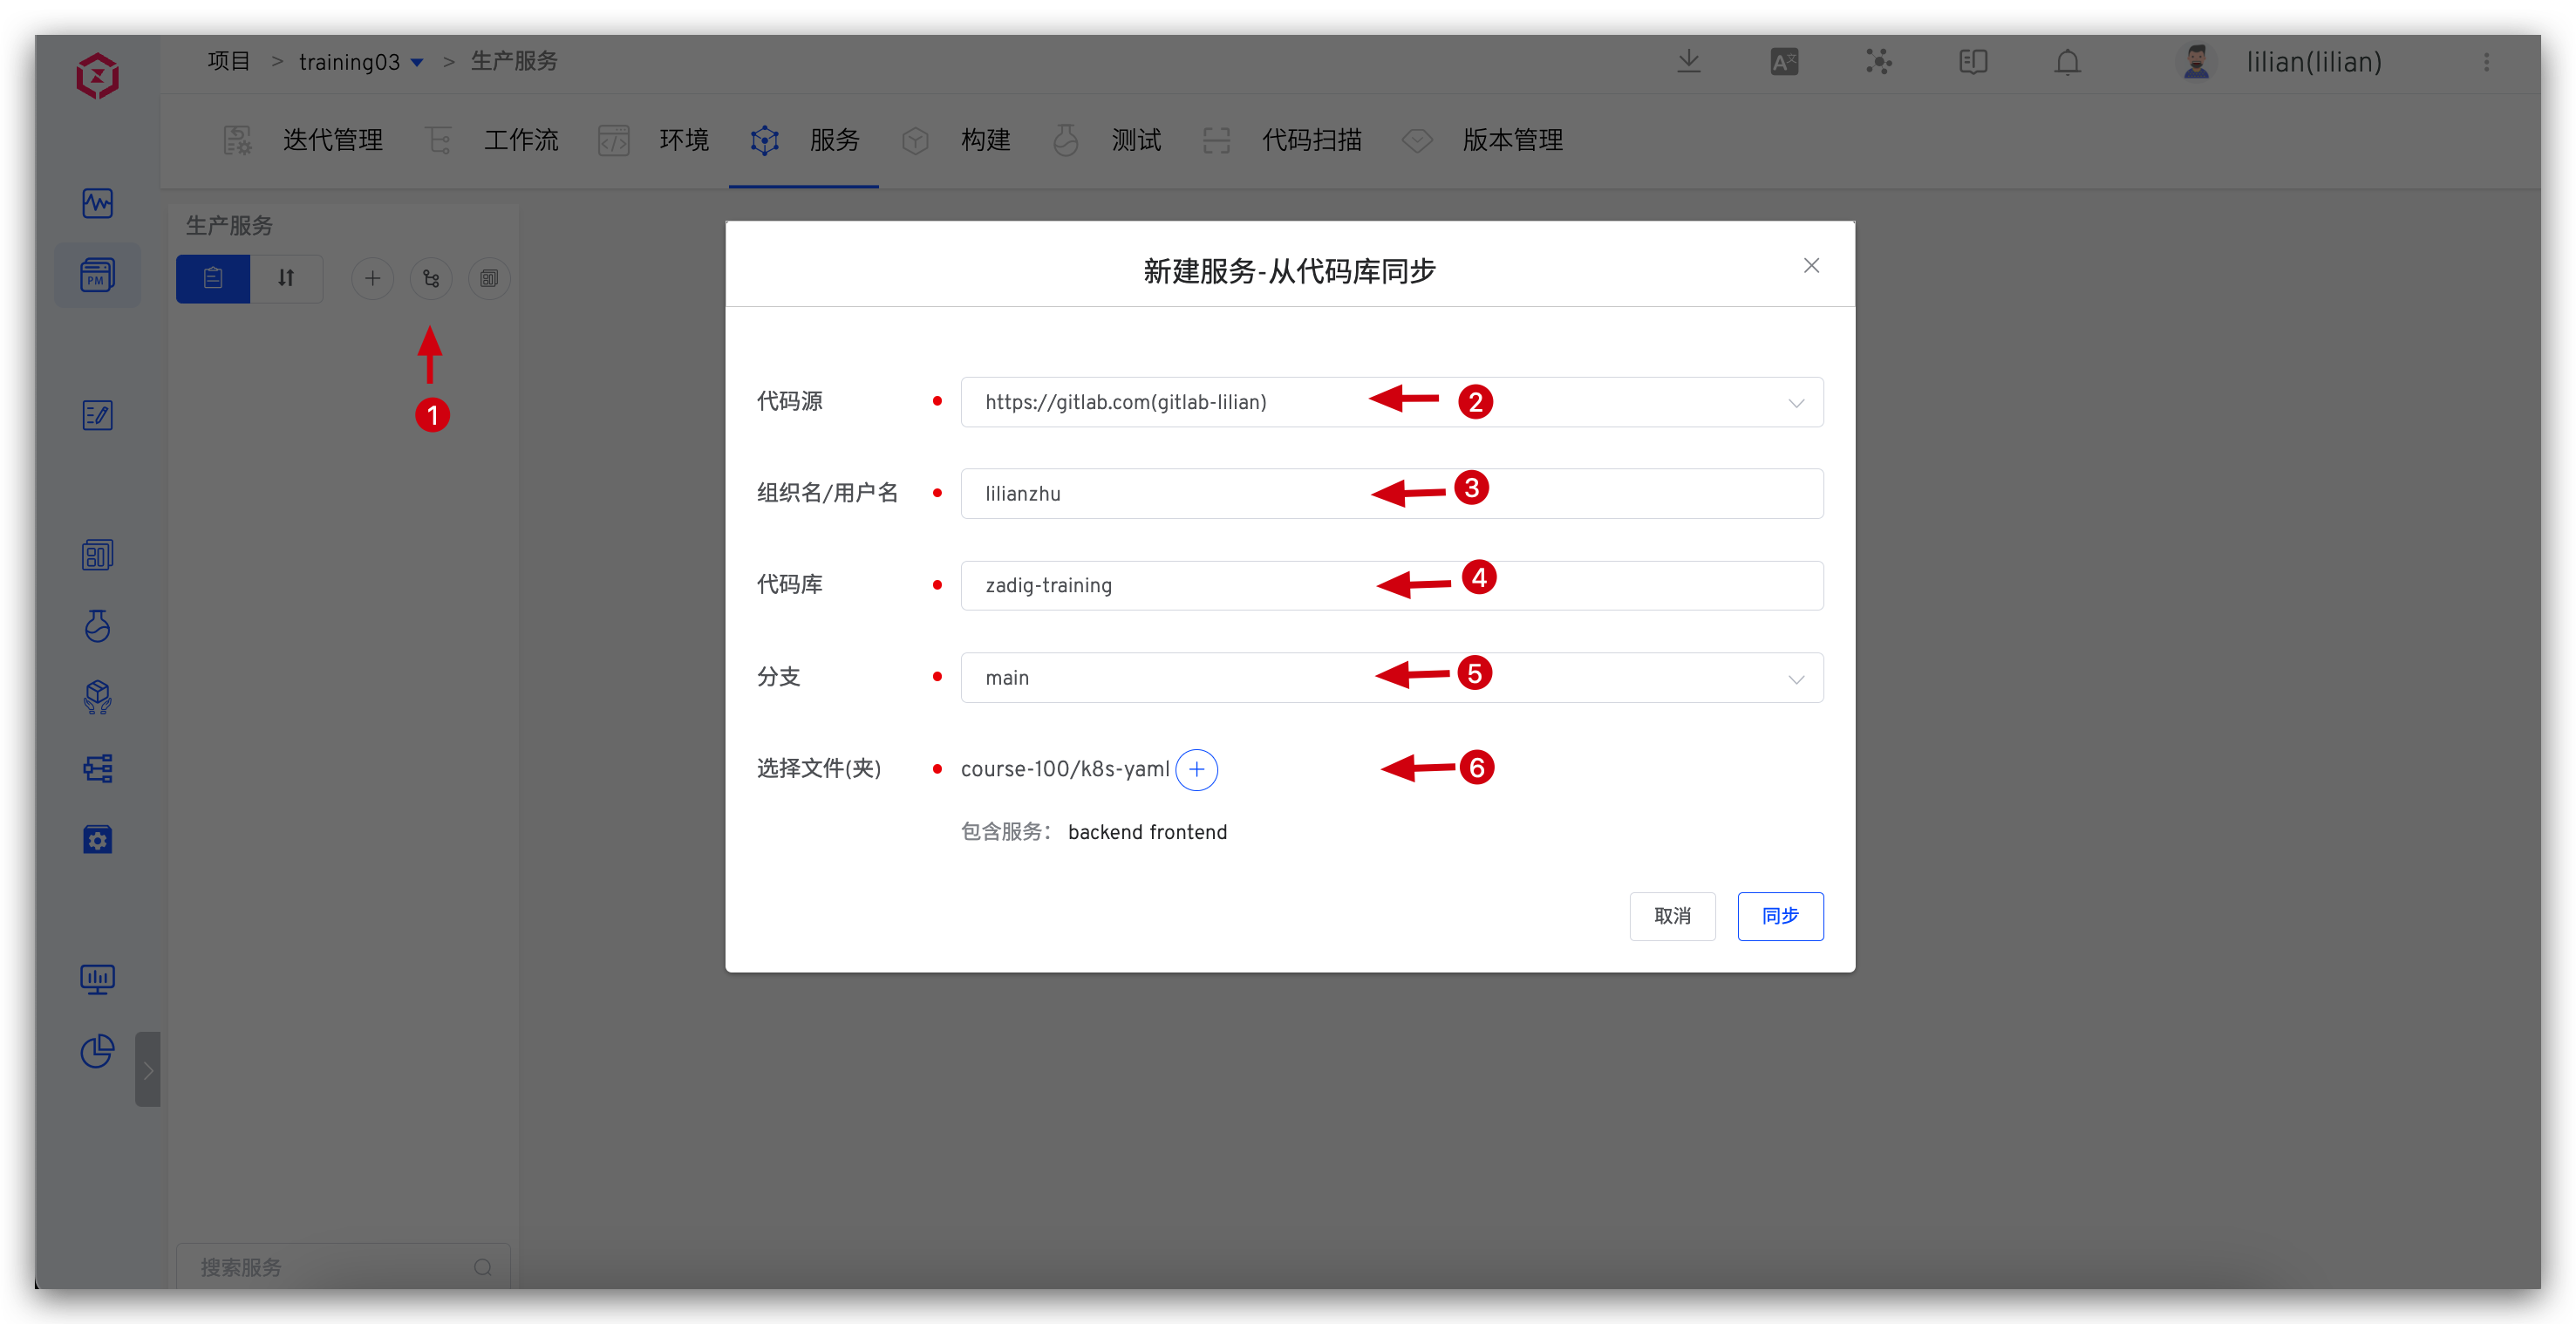 项目 > training03 > 生产服务
lilian(lilian)
迭代管理 工作流 环境 服务 构建 测试 代码扫描 版本管理
PM
生产服务
1
新建服务-从代码库同步
代码源 https://gitlab.com(gitlab-lilian) 2
组织名/用户名 lilianzhu 3
代码库 zadig-training 4
分支 main 5
选择文件(夹) course-100/k8s-yaml 6
包含服务： backend frontend
取消 同步
搜索服务